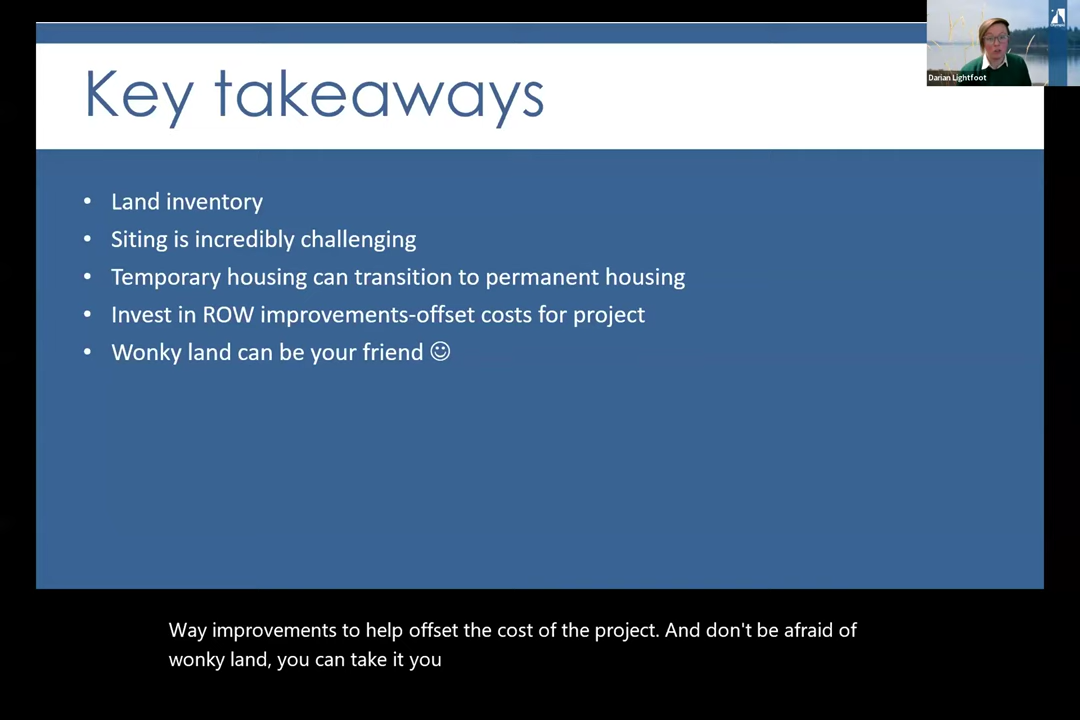 Key takeaways
Darian Lightfoot
• Land inventory
• Siting is incredibly challenging
• Temporary housing can transition to permanent housing
• Invest in ROW improvements-offset costs for project
• Wonky land can be your friend ☺
Way improvements to help offset the cost of the project. And don't be afraid of
wonky land, you can take it you